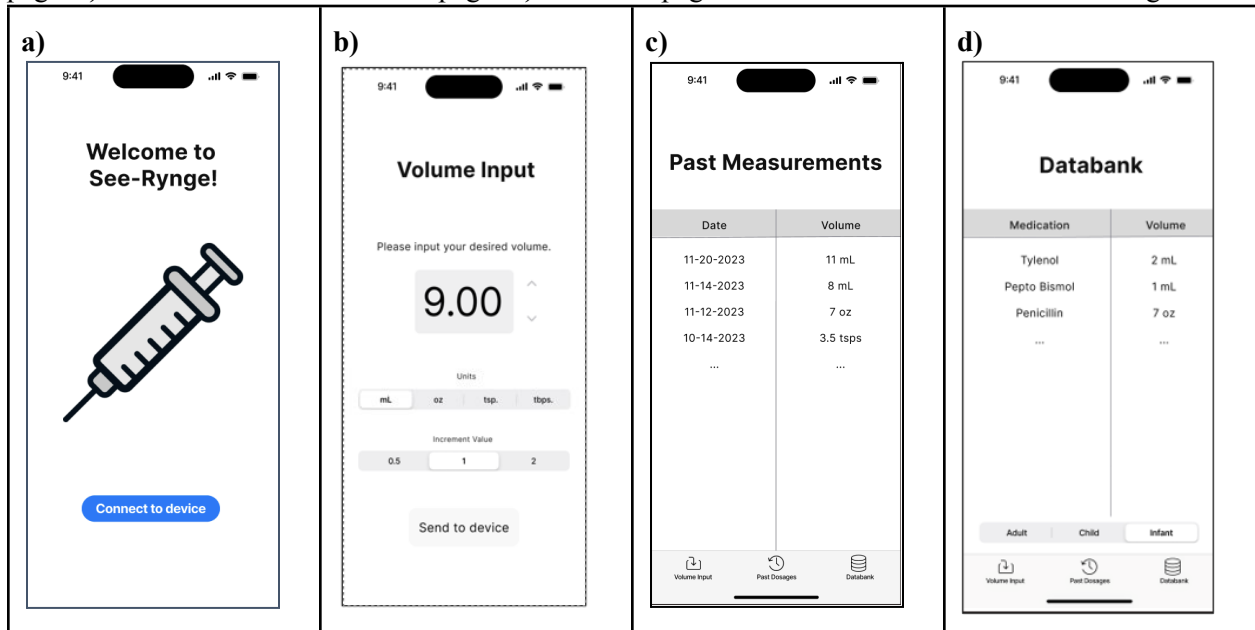 a)
9:41
Welcome to
See-Rynge!
Connect to device
b)
9:41
Volume Input
Please input your desired volume.
9.00
Units
mL oz tsp. tbps.
Increment Value
0.5 1 2
Send to device
c)
9:41
Past Measurements
Date Volume
11-20-2023 11 mL
11-14-2023 8 mL
11-12-2023 7 oz
10-14-2023 3.5 tsps
... ...
Volume Input Past Dosages Databank
d)
9:41
Databank
Medication Volume
Tylenol 2 mL
Pepto Bismol 1 mL
Penicillin 7 oz
... ...
Adult Child Infant
Volume Input Past Dosages Databank